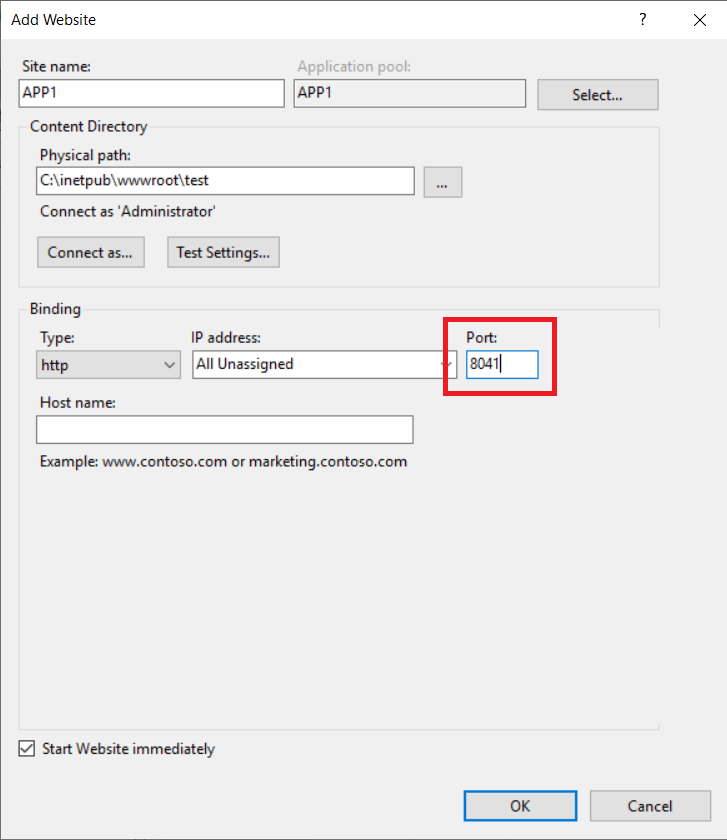 Add Website
?
Site name:
Application pool:
APP1
APP1
Select...
Content Directory
Physical path:
C:\inetpub\wwwroot\test
...
Connect as 'Administrator'
Connect as...
Test Settings...
Binding
Type:
IP address:
Port:
http
All Unassigned
8041
Host name:
Example: www.contoso.com or marketing.contoso.com
Start Website immediately
OK
Cancel